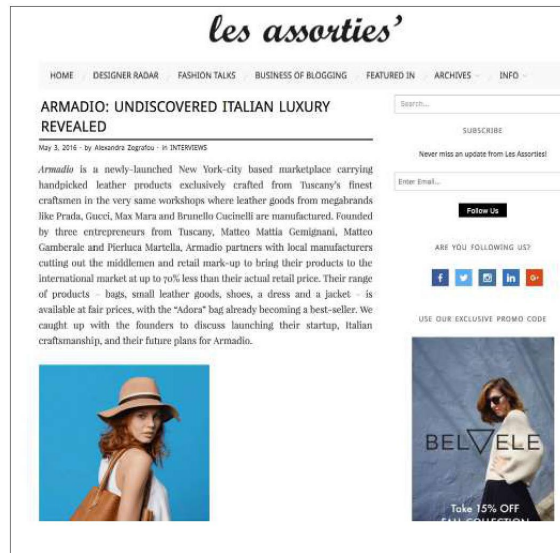 les assorties'
HOME / DESIGNER RADAR / FASHION TALKS / BUSINESS OF BLOGGING / FEATURED IN / ARCHIVES / INFO
ARMADIO: UNDISCOVERED ITALIAN LUXURY
REVEALED
May 3, 2016 · by Alexandra Zografou · in INTERVIEWS
Armadio is a newly-launched New York-city based marketplace carrying
handpicked leather products exclusively crafted from Tuscany's finest
craftsmen in the very same workshops where leather goods from megabrands
like Prada, Gucci, Max Mara and Brunello Cucinelli are manufactured. Founded
by three entrepreneurs from Tuscany, Matteo Mattia Gemignani, Matteo
Gamberale and Pierluca Martella, Armadio partners with local manufacturers
cutting out the middlemen and retail mark-up to bring their products to the
international market at up to 70% less than their actual retail price. Their range
of products – bags, small leather goods, shoes, a dress and a jacket – is
available at fair prices, with the "Adora" bag already becoming a best-seller. We
caught up with the founders to discuss launching their startup, Italian
craftsmanship, and their future plans for Armadio.
Search...
SUBSCRIBE
Never miss an update from Les Assorties!
Enter Email...
Follow Us
ARE YOU FOLLOWING US?
USE OUR EXCLUSIVE PROMO CODE
BELVELE
Take 15% OFF
FALL COLLECTION